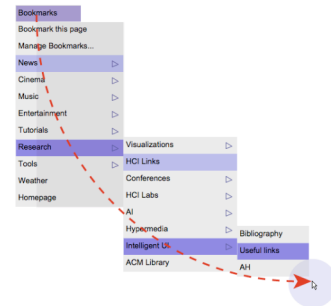 Bookmarks
Bookmark this page
Manage Bookmarks...
News
Cinema
Music
Entertainment
Tutorials
Research
Tools
Weather
Homepage
Visualizations
HCI Links
Conferences
HCI Labs
AI
Hypermedia
Intelligent UI
ACM Library
Bibliography
Useful links
AH